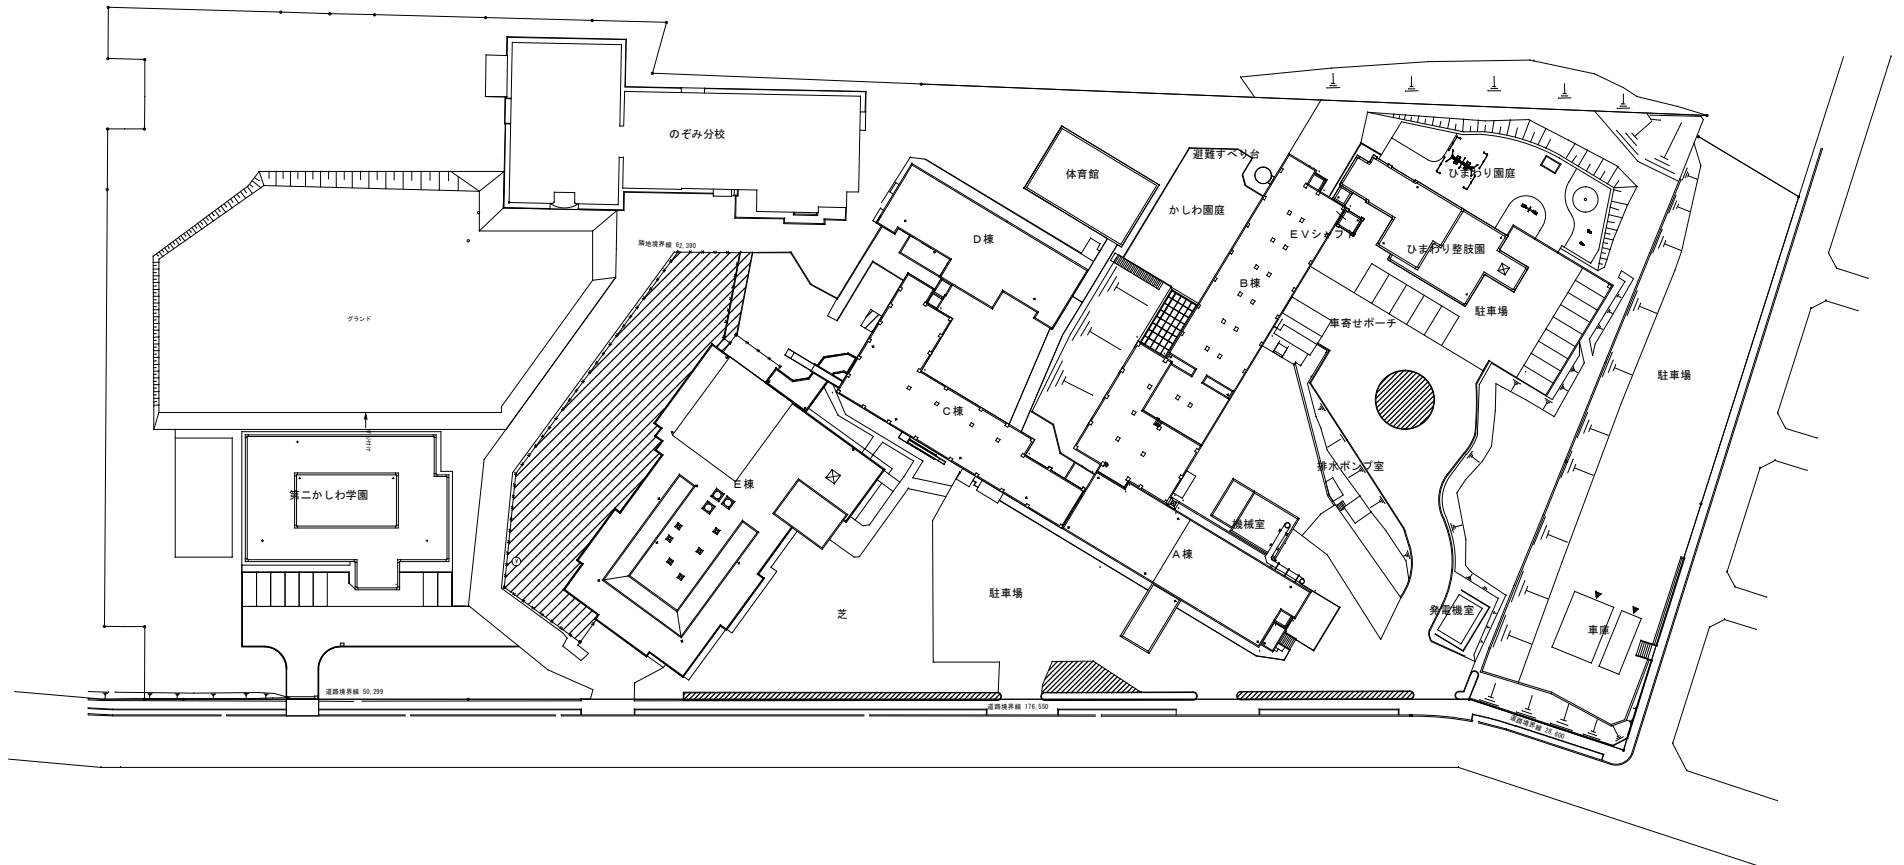 のぞみ分校
避難すべり台
体育館
ひまわり園庭
かしわ園庭
EVシャフト
D棟
隣地境界線 62,390
ひまわり整肢園
B棟
駐車場
グランド
車寄せポーチ
駐車場
C棟
排水ポンプ室
E棟
第二かしわ学園
機械室
A棟
駐車場
芝
発電機室
車庫
道路境界線 50,299
道路境界線 176,550
道路境界線 28,600